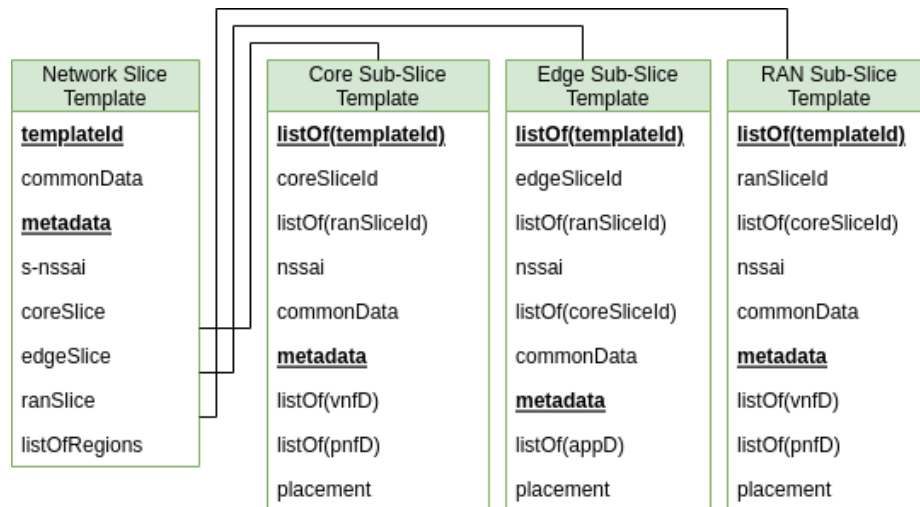 Network Slice
Template
templateId
commonData
metadata
s-nssai
coreSlice
edgeSlice
ranSlice
listOfRegions
Core Sub-Slice
Template
listOf(templateId)
coreSliceId
listOf(ranSliceId)
nssai
commonData
metadata
listOf(vnfD)
listOf(pnfD)
placement
Edge Sub-Slice
Template
listOf(templateId)
edgeSliceId
listOf(ranSliceId)
nssai
listOf(coreSliceId)
commonData
metadata
listOf(appD)
placement
RAN Sub-Slice
Template
listOf(templateId)
ranSliceId
listOf(coreSliceId)
nssai
commonData
metadata
listOf(vnfD)
listOf(pnfD)
placement